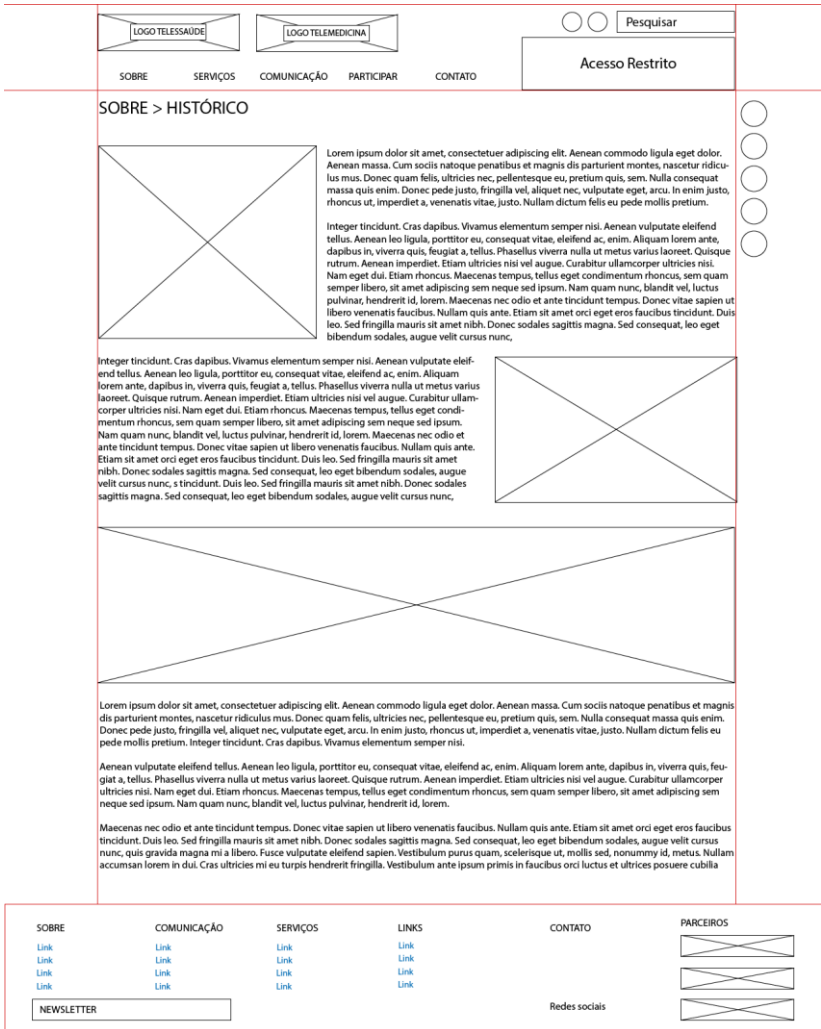 LOGO TELESSAÚDE
LOGO TELEMEDICINA
Pesquisar
Acesso Restrito
SOBRE
SERVIÇOS
COMUNICAÇÃO
PARTICIPAR
CONTATO
SOBRE > HISTÓRICO
Lorem ipsum dolor sit amet, consectetuer adipiscing elit. Aenean commodo ligula eget dolor.
Aenean massa. Cum sociis natoque penatibus et magnis dis parturient montes, nascetur ridicu-
lus mus. Donec quam felis, ultricies nec, pellentesque eu, pretium quis, sem. Nulla consequat
massa quis enim. Donec pede justo, fringilla vel, aliquet nec, vulputate eget, arcu. In enim justo,
rhoncus ut, imperdiet a, venenatis vitae, justo. Nullam dictum felis eu pede mollis pretium.
Integer tincidunt. Cras dapibus. Vivamus elementum semper nisi. Aenean vulputate eleifend
tellus. Aenean leo ligula, porttitor eu, consequat vitae, eleifend ac, enim. Aliquam lorem ante,
dapibus in, viverra quis, feugiat a, tellus. Phasellus viverra nulla ut metus varius laoreet. Quisque
rutrum. Aenean imperdiet. Etiam ultricies nisi vel augue. Curabitur ullamcorper ultricies nisi.
Nam eget dui. Etiam rhoncus. Maecenas tempus, tellus eget condimentum rhoncus, sem quam
semper libero, sit amet adipiscing sem neque sed ipsum. Nam quam nunc, blandit vel, luctus
pulvinar, hendrerit id, lorem. Maecenas nec odio et ante tincidunt tempus. Donec vitae sapien ut
libero venenatis faucibus. Nullam quis ante. Etiam sit amet orci eget eros faucibus tincidunt. Duis
leo. Sed fringilla mauris sit amet nibh. Donec sodales sagittis magna. Sed consequat, leo eget
bibendum sodales, augue velit cursus nunc,
Integer tincidunt. Cras dapibus. Vivamus elementum semper nisi. Aenean vulputate eleif-
end tellus. Aenean leo ligula, porttitor eu, consequat vitae, eleifend ac, enim. Aliquam
lorem ante, dapibus in, viverra quis, feugiat a, tellus. Phasellus viverra nulla ut metus varius
laoreet. Quisque rutrum. Aenean imperdiet. Etiam ultricies nisi vel augue. Curabitur ullam-
corper ultricies nisi. Nam eget dui. Etiam rhoncus. Maecenas tempus, tellus eget condi-
mentum rhoncus, sem quam semper libero, sit amet adipiscing sem neque sed ipsum.
Nam quam nunc, blandit vel, luctus pulvinar, hendrerit id, lorem. Maecenas nec odio et
ante tincidunt tempus. Donec vitae sapien ut libero venenatis faucibus. Nullam quis ante.
Etiam sit amet orci eget eros faucibus tincidunt. Duis leo. Sed fringilla mauris sit amet
nibh. Donec sodales sagittis magna. Sed consequat, leo eget bibendum sodales, augue
velit cursus nunc, s tincidunt. Duis leo. Sed fringilla mauris sit amet nibh. Donec sodales
sagittis magna. Sed consequat, leo eget bibendum sodales, augue velit cursus nunc,
Lorem ipsum dolor sit amet, consectetuer adipiscing elit. Aenean commodo ligula eget dolor. Aenean massa. Cum sociis natoque penatibus et magnis
dis parturient montes, nascetur ridiculus mus. Donec quam felis, ultricies nec, pellentesque eu, pretium quis, sem. Nulla consequat massa quis enim.
Donec pede justo, fringilla vel, aliquet nec, vulputate eget, arcu. In enim justo, rhoncus ut, imperdiet a, venenatis vitae, justo. Nullam dictum felis eu
pede mollis pretium. Integer tincidunt. Cras dapibus. Vivamus elementum semper nisi.
Aenean vulputate eleifend tellus. Aenean leo ligula, porttitor eu, consequat vitae, eleifend ac, enim. Aliquam lorem ante, dapibus in, viverra quis, feu-
giat a, tellus. Phasellus viverra nulla ut metus varius laoreet. Quisque rutrum. Aenean imperdiet. Etiam ultricies nisi vel augue. Curabitur ullamcorper
ultricies nisi. Nam eget dui. Etiam rhoncus. Maecenas tempus, tellus eget condimentum rhoncus, sem quam semper libero, sit amet adipiscing sem
neque sed ipsum. Nam quam nunc, blandit vel, luctus pulvinar, hendrerit id, lorem.
Maecenas nec odio et ante tincidunt tempus. Donec vitae sapien ut libero venenatis faucibus. Nullam quis ante. Etiam sit amet orci eget eros faucibus
tincidunt. Duis leo. Sed fringilla mauris sit amet nibh. Donec sodales sagittis magna. Sed consequat, leo eget bibendum sodales, augue velit cursus
nunc, quis gravida magna mi a libero. Fusce vulputate eleifend sapien. Vestibulum purus quam, scelerisque ut, mollis sed, nonummy id, metus. Nullam
accumsan lorem in dui. Cras ultricies mi eu turpis hendrerit fringilla. Vestibulum ante ipsum primis in faucibus orci luctus et ultrices posuere cubilia
SOBRE
Link
Link
Link
Link
COMUNICAÇÃO
Link
Link
Link
Link
SERVIÇOS
Link
Link
Link
Link
LINKS
Link
Link
Link
Link
CONTATO
PARCEIROS
NEWSLETTER
Redes sociais